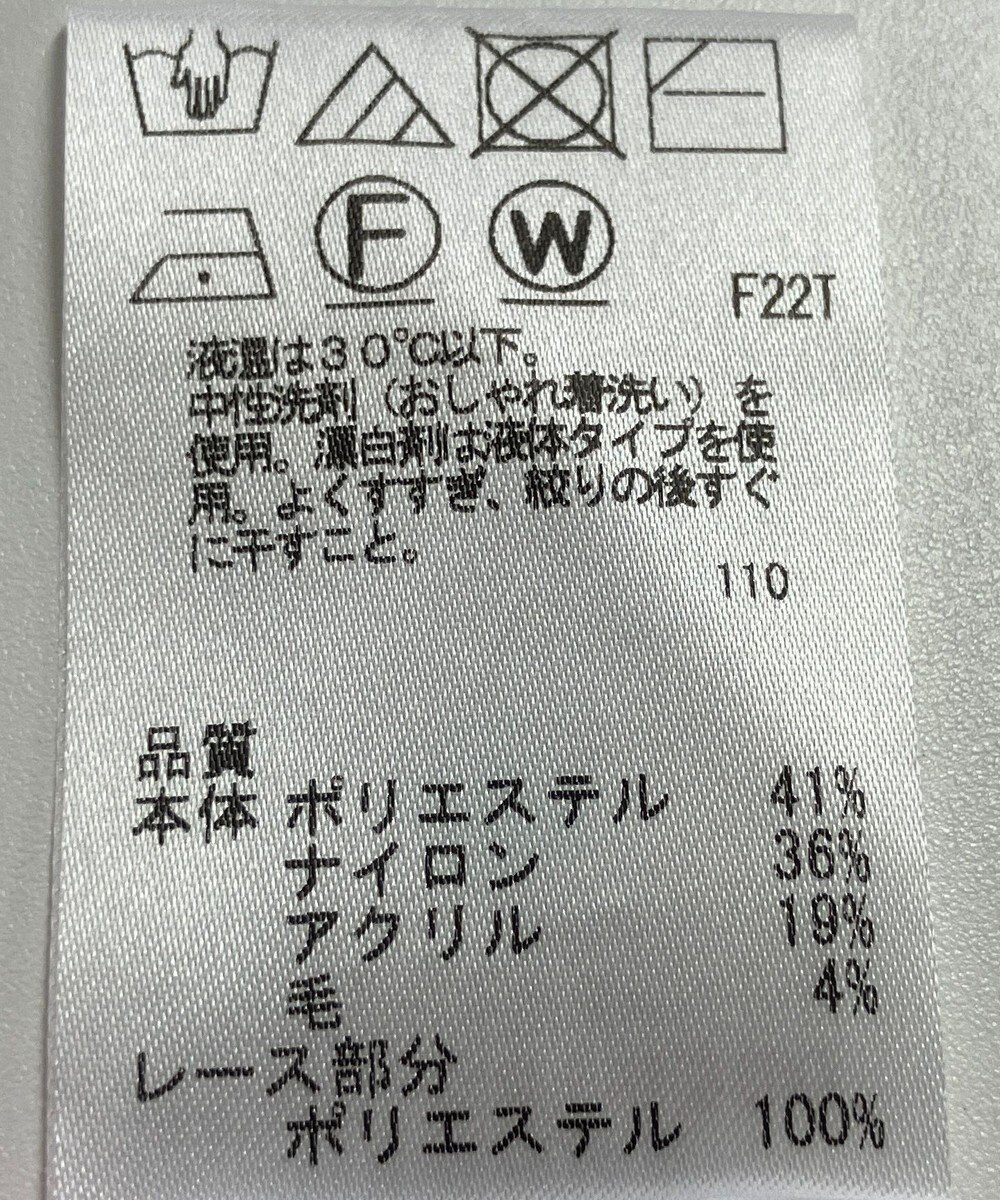 F W
F22T
液温は30℃以下。
中性洗剤(おしゃれ着洗い)を
使用。漂白剤は液体タイプを使
用。よくすすぎ、絞りの後すぐ
に干すこと。
110
品質
本体 ポリエステル 41%
ナイロン 36%
アクリル 19%
毛 4%
レース部分
ポリエステル 100%